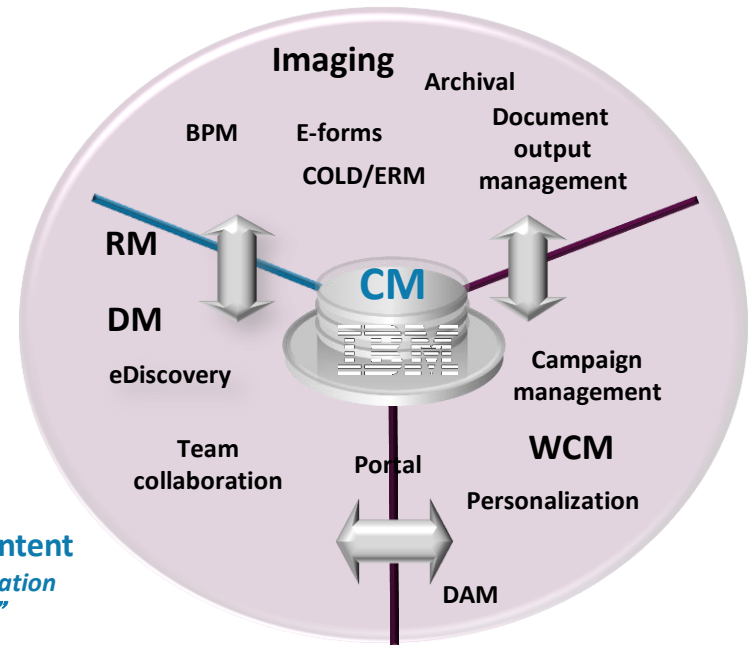 Imaging
Archival
BPM
E-forms
Document
output
management
COLD/ERM
RM
CM
DM
IBM
eDiscovery
Campaign
management
Team
collaboration
Portal
WCM
Personalization
ntent
ation
”
DAM